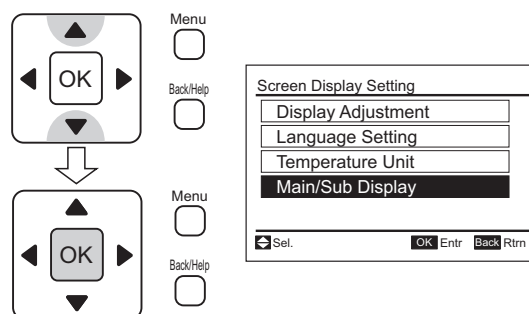 Menu
OK
Back/Help
Screen Display Setting
Display Adjustment
Language Setting
Temperature Unit
Main/Sub Display
Sel. OK Entr Back Rtrn
Menu
OK
Back/Help